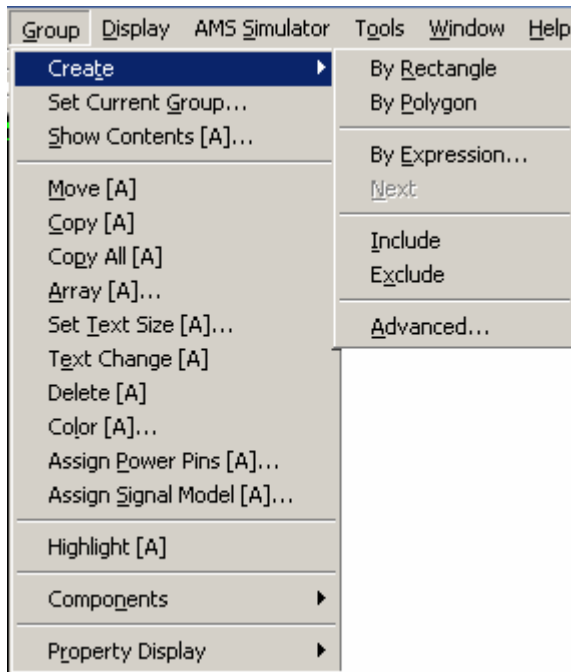 Group Display AMS Simulator Tools Window Help
Create
Set Current Group...
Show Contents [A]...
Move [A]
Copy [A]
Copy All [A]
Array [A]...
Set Text Size [A]...
Text Change [A]
Delete [A]
Color [A]...
Assign Power Pins [A]...
Assign Signal Model [A]...
Highlight [A]
Components
Property Display
By Rectangle
By Polygon
By Expression...
Next
Include
Exclude
Advanced...